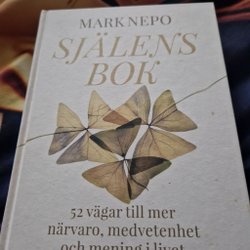 MARK NEPO
SJÄLENS
BOK
52 vägar till mer
närvaro, medvetenhet
och mening i livet